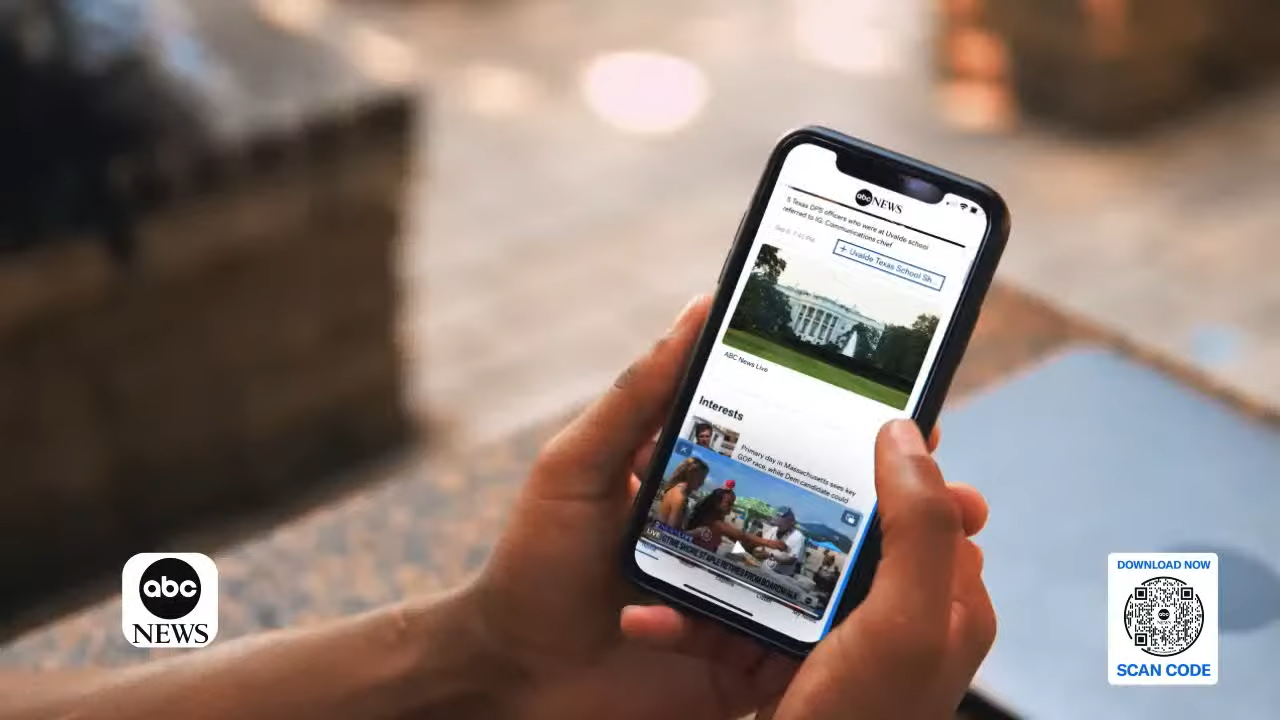 abc NEWS
5 Texas DPS officers who were at Uvalde school
referred to IG: Communications chief
+ Uvalde Texas School Sh...
ABC News Live
Interests
Primary day in Massachusetts sees key
GOP race, while Dem candidate could
LIVE
abc
NEWS
DOWNLOAD NOW
SCAN CODE